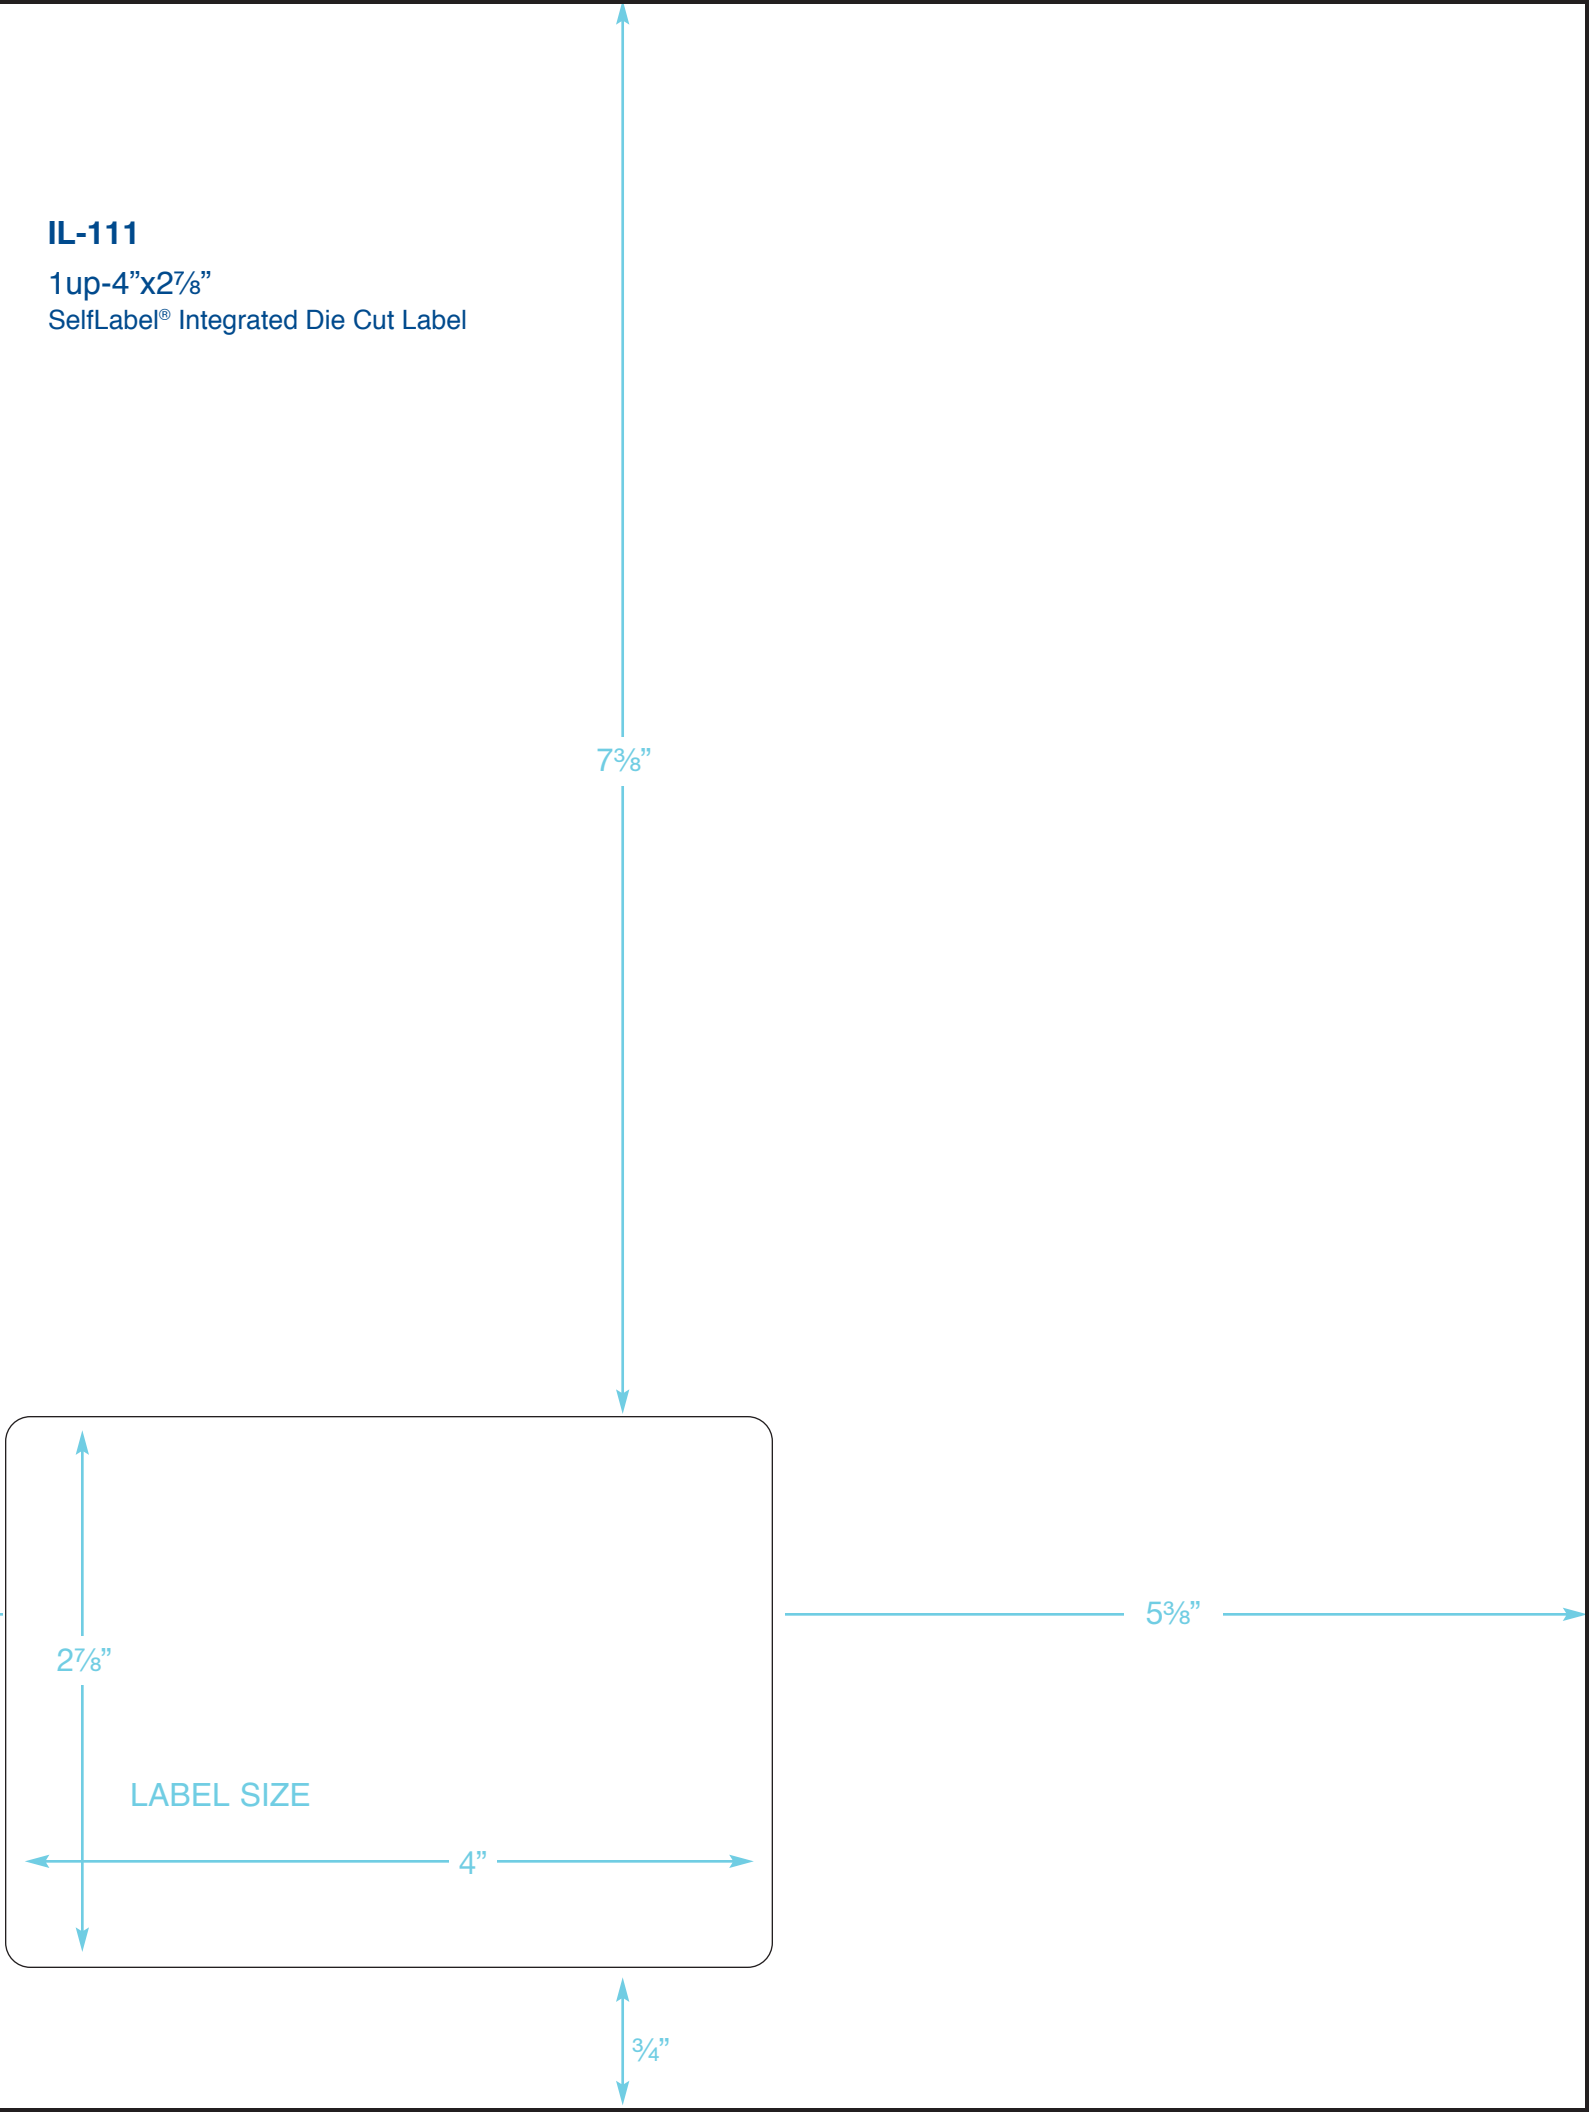 IL-111
1up-4”x2⅞”
SelfLabel® Integrated Die Cut Label
7⅜”
5⅜”
2⅞”
LABEL SIZE
4”
¾”